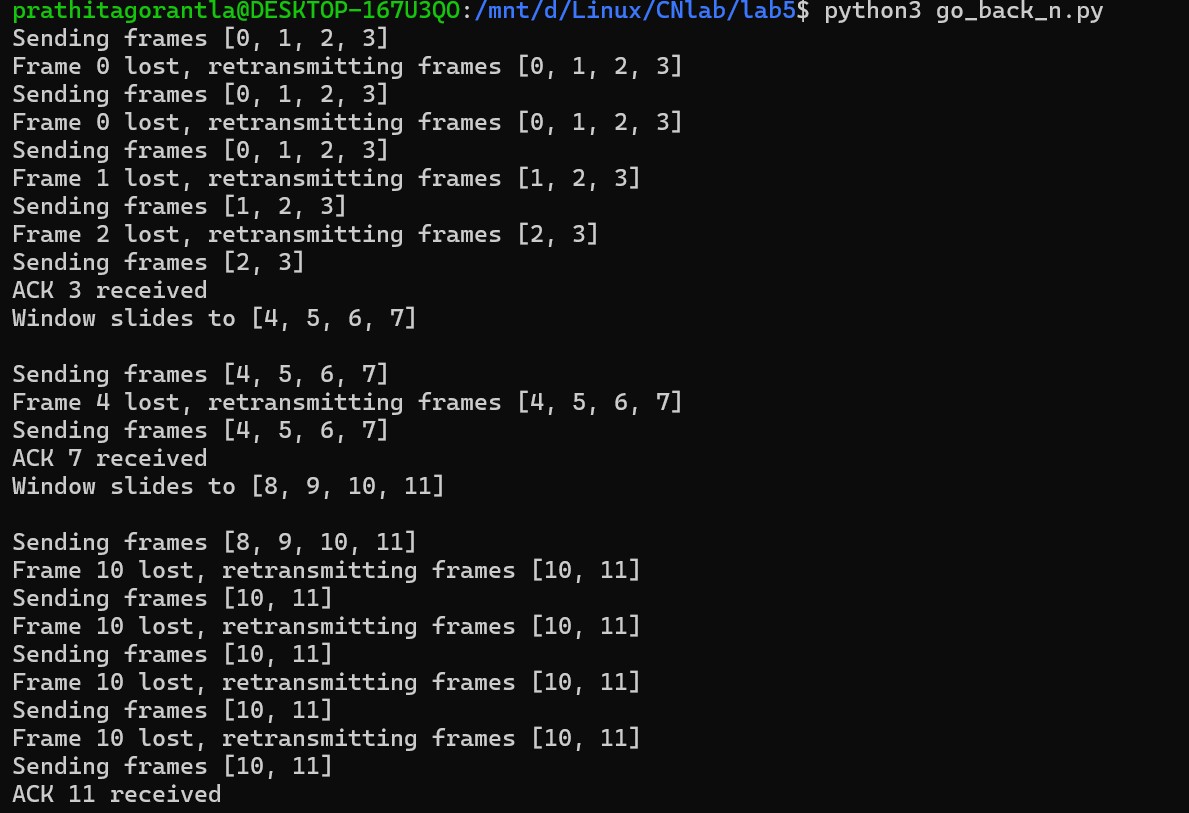 prathitagorantla@DESKTOP-167U3QO:/mnt/d/Linux/CNlab/lab5$ python3 go_back_n.py
Sending frames [0, 1, 2, 3]
Frame 0 lost, retransmitting frames [0, 1, 2, 3]
Sending frames [0, 1, 2, 3]
Frame 0 lost, retransmitting frames [0, 1, 2, 3]
Sending frames [0, 1, 2, 3]
Frame 1 lost, retransmitting frames [1, 2, 3]
Sending frames [1, 2, 3]
Frame 2 lost, retransmitting frames [2, 3]
Sending frames [2, 3]
ACK 3 received
Window slides to [4, 5, 6, 7]

Sending frames [4, 5, 6, 7]
Frame 4 lost, retransmitting frames [4, 5, 6, 7]
Sending frames [4, 5, 6, 7]
ACK 7 received
Window slides to [8, 9, 10, 11]

Sending frames [8, 9, 10, 11]
Frame 10 lost, retransmitting frames [10, 11]
Sending frames [10, 11]
Frame 10 lost, retransmitting frames [10, 11]
Sending frames [10, 11]
Frame 10 lost, retransmitting frames [10, 11]
Sending frames [10, 11]
Frame 10 lost, retransmitting frames [10, 11]
Sending frames [10, 11]
ACK 11 received